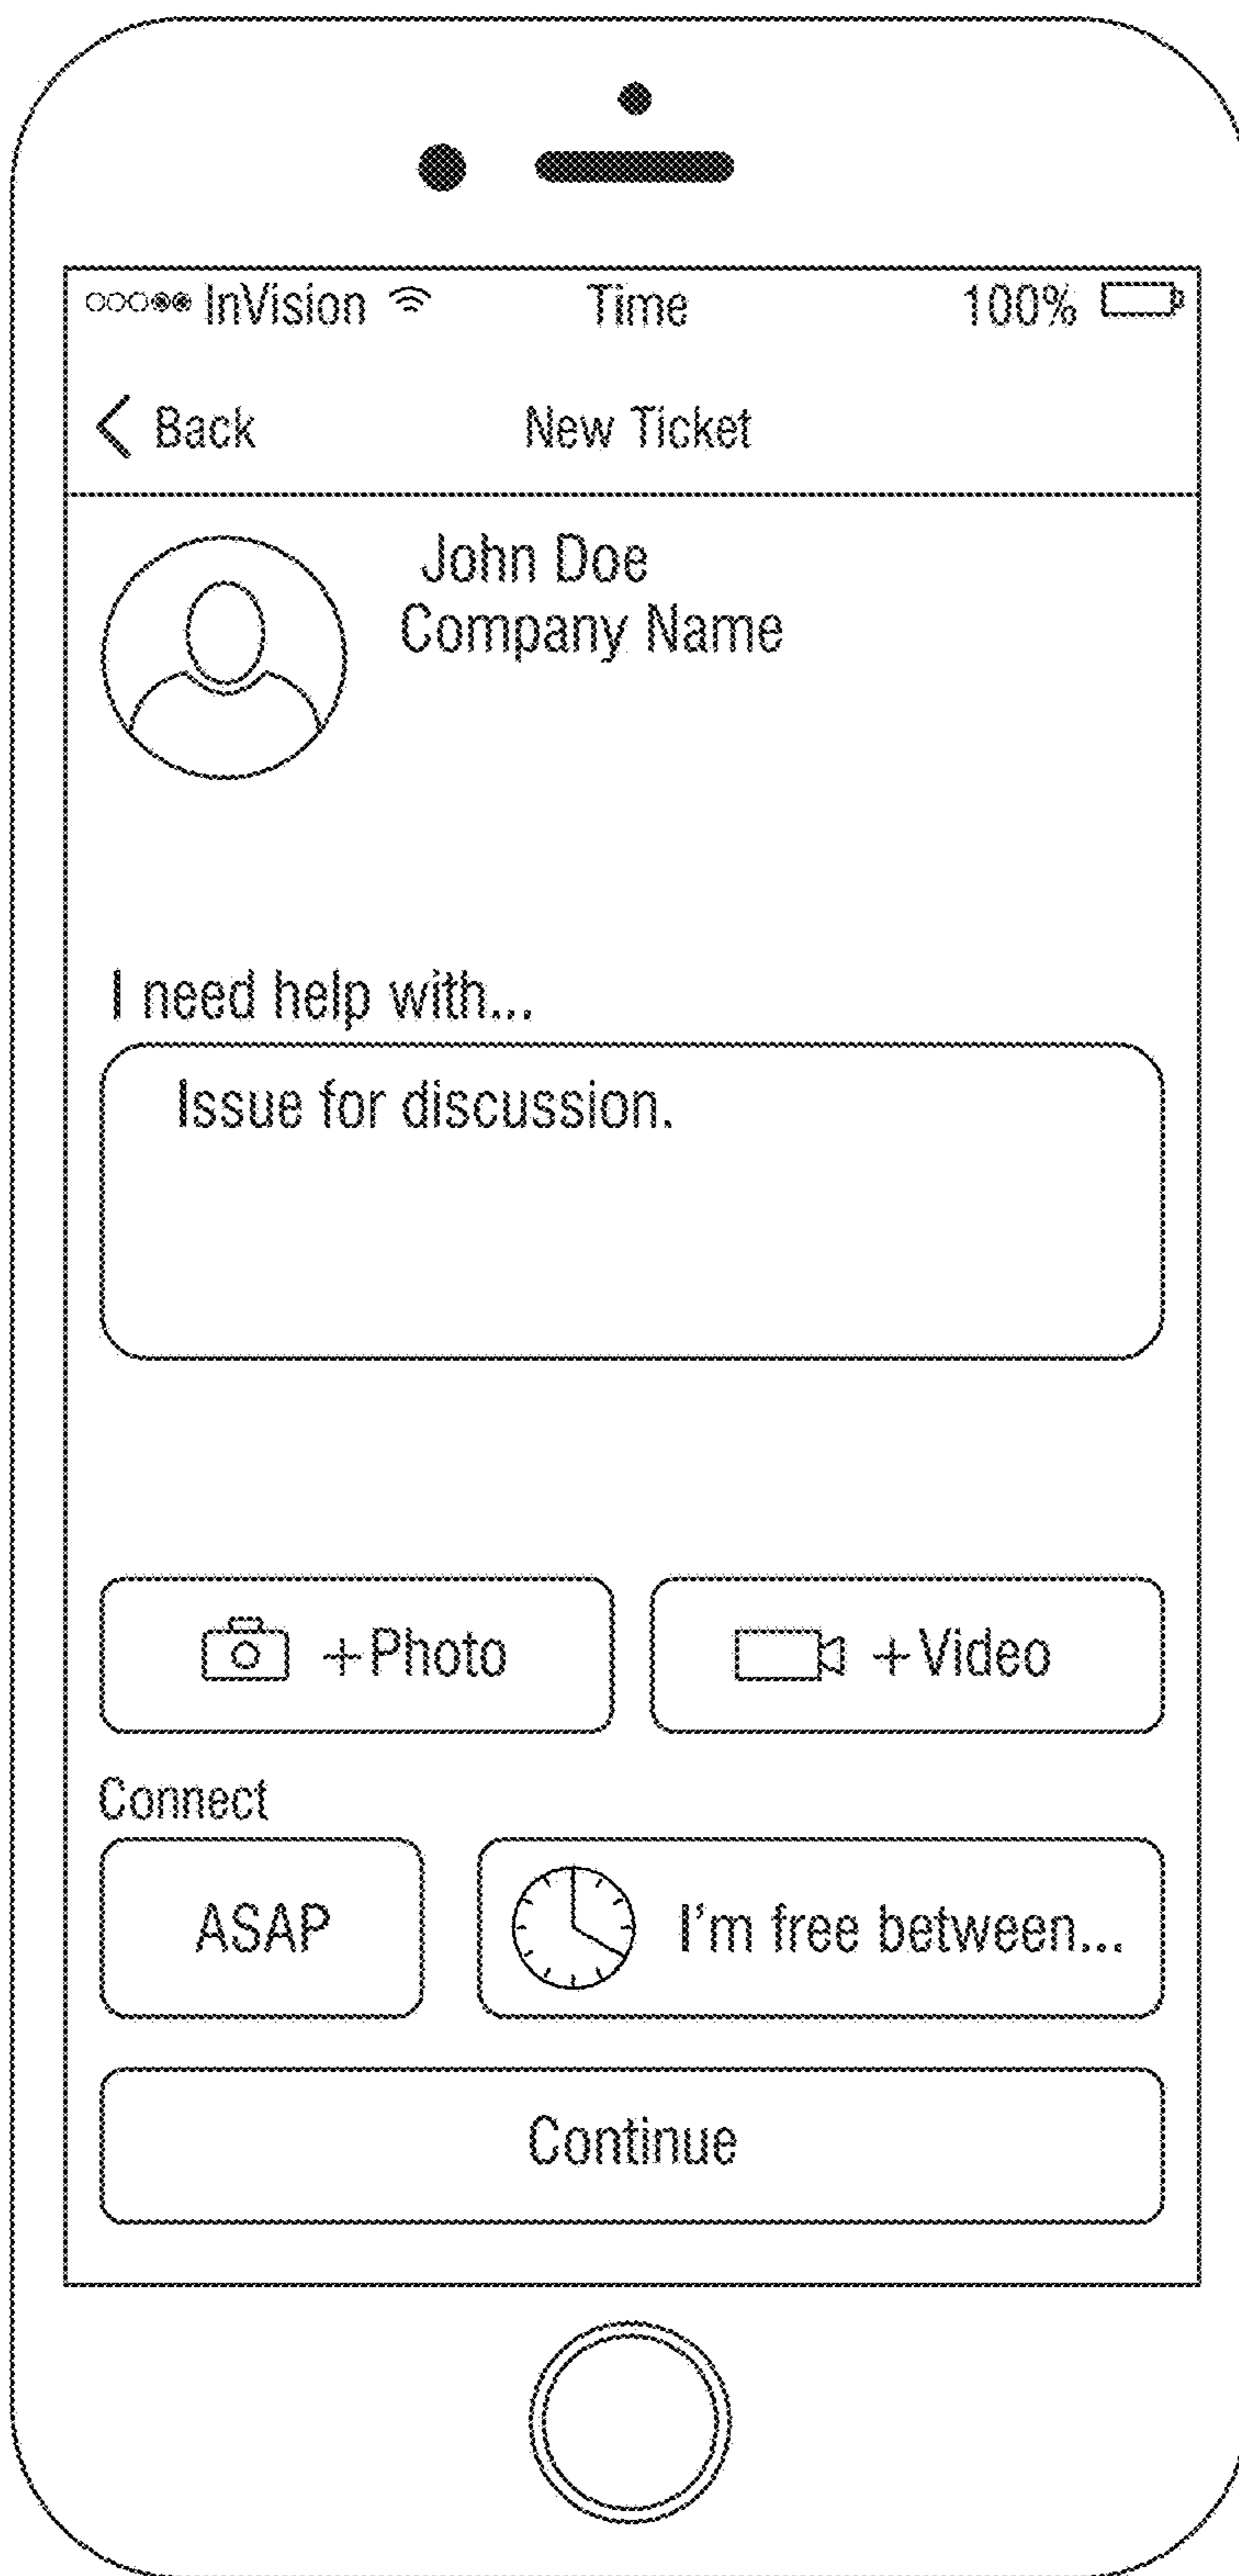 InVision Time 100%
Back New Ticket
John Doe
Company Name
I need help with...
Issue for discussion.
+Photo +Video
Connect
ASAP I'm free between...
Continue